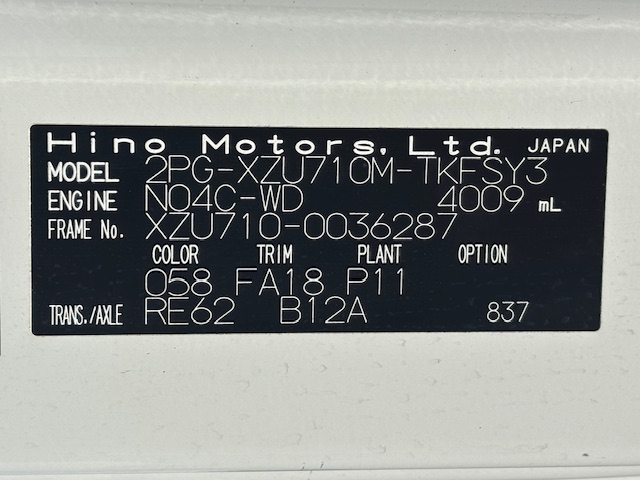 Hino Motors, Ltd. JAPAN
MODEL 2PG-XZU710M-TKFSY3
ENGINE N04C-WD 4009 mL
FRAME No. XZU710-0036287
COLOR TRIM PLANT OPTION
058 FA18 P11
TRANS./AXLE RE62 B12A 837